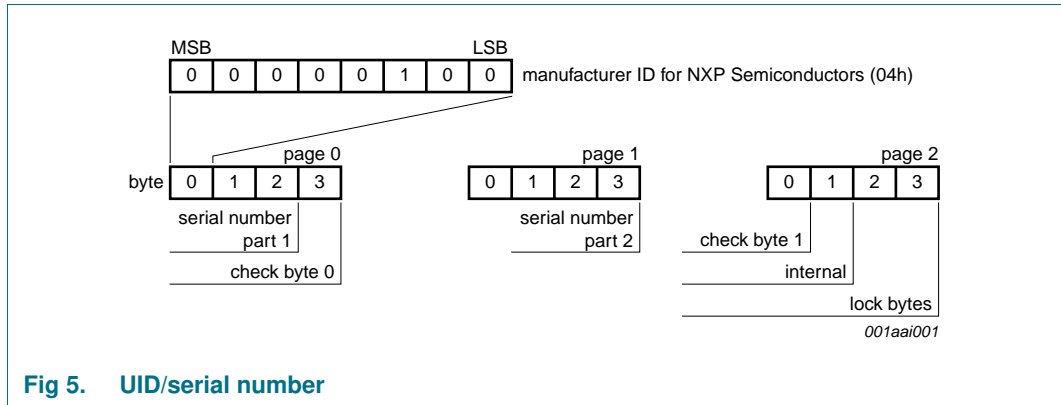 MSB LSB
0 0 0 0 0 1 0 0 manufacturer ID for NXP Semiconductors (04h)
page 0 page 1 page 2
byte 0 1 2 3 0 1 2 3 0 1 2 3
serial number serial number
part 1 part 2 check byte 1
check byte 0 internal
lock bytes
001aai001
Fig 5. UID/serial number